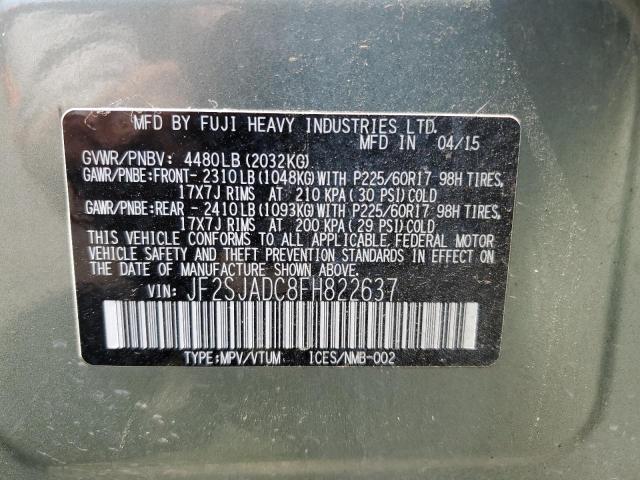 MFD BY FUJI HEAVY INDUSTRIES LTD.
MFD IN 04/15
GVWR/PNBV: 4480LB (2032KG)
GAWR/PNBE:FRONT- 2310LB (1048KG) WITH P225/60R17 98H TIRES,
17X7J RIMS AT 210 KPA ( 30 PSI) COLD
GAWR/PNBE:REAR - 2410LB (1093KG) WITH P225/60R17 98H TIRES,
17X7J RIMS AT 200 KPA ( 29 PSI) COLD
THIS VEHICLE CONFORMS TO ALL APPLICABLE FEDERAL MOTOR
VEHICLE SAFETY AND THEFT PREVENTION STANDARDS IN EFFECT
ON THE DATE OF MANUFACTURE SHOWN ABOVE.
VIN: JF2SJADC8FH822637
TYPE:MPV/VTUM ICES/NMB-002